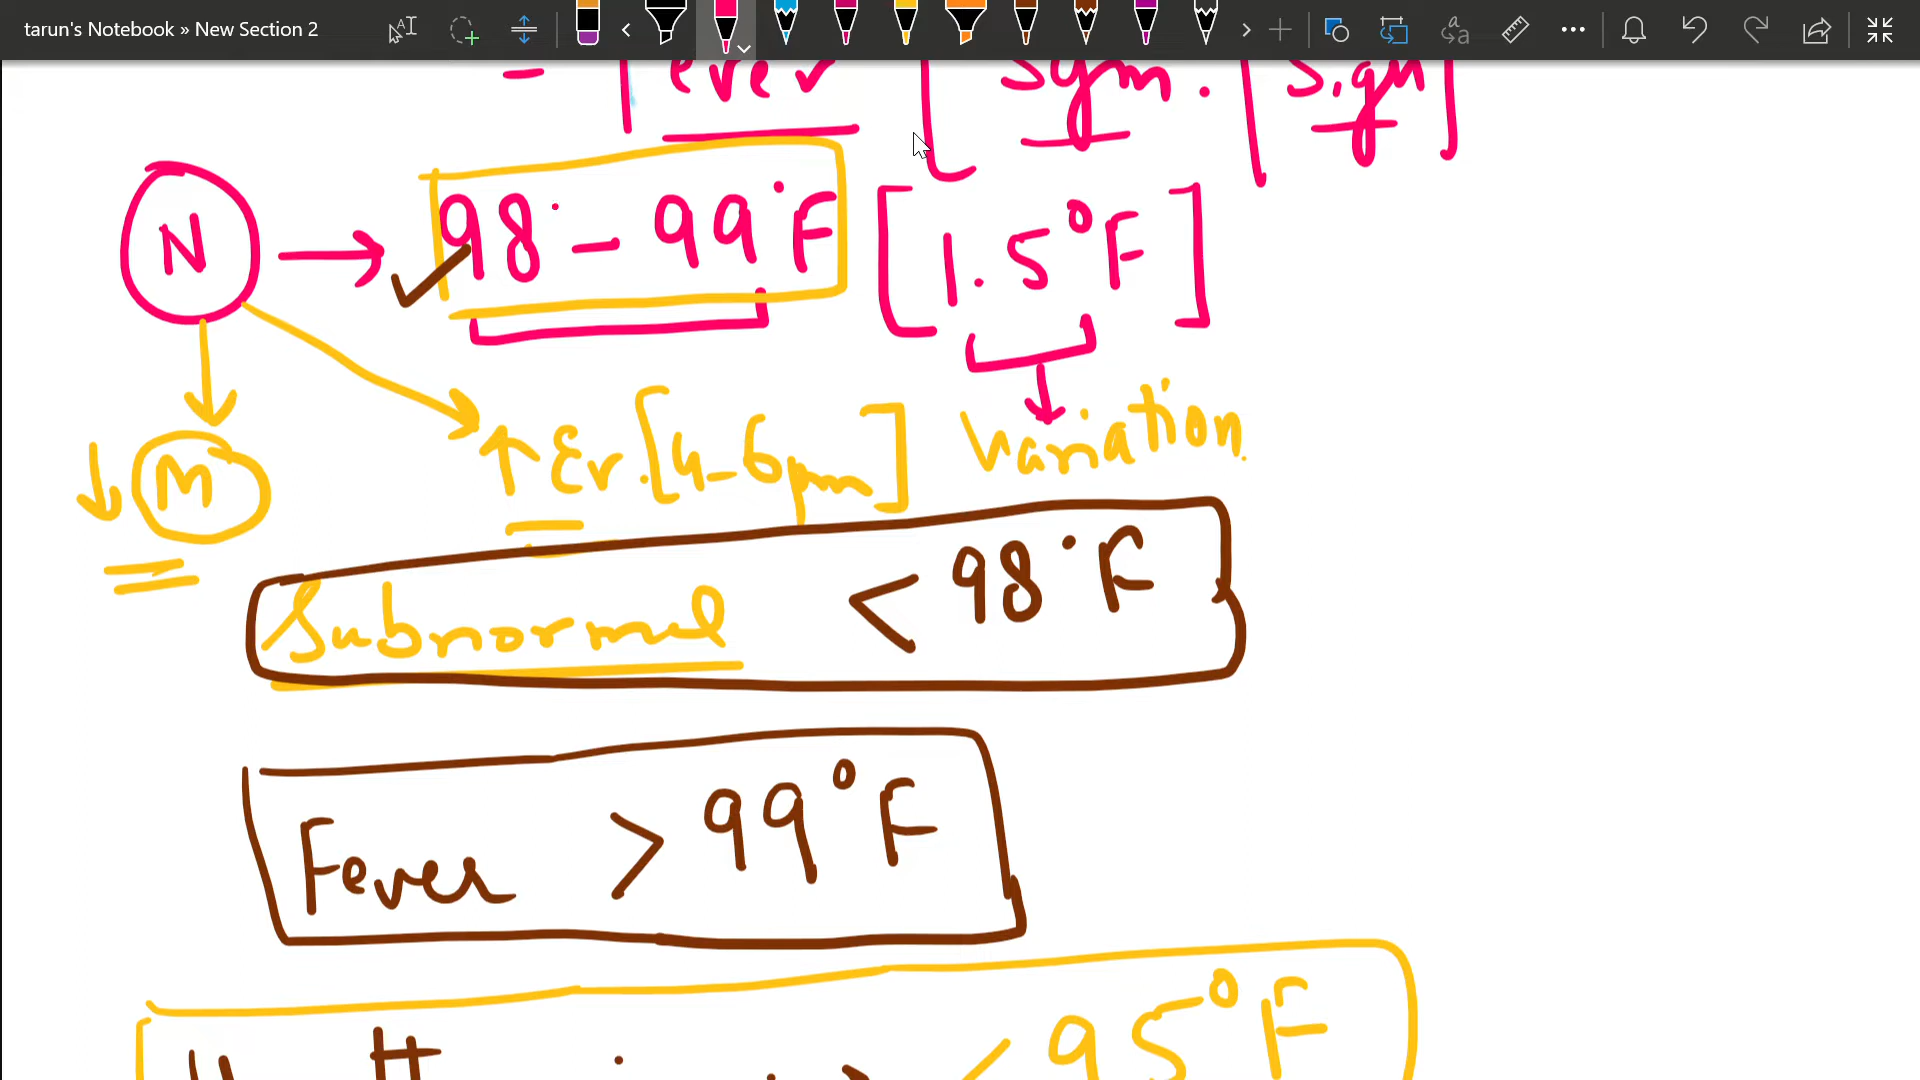 tarun's Notebook » New Section 2
= Fever [Sym. | Sign]
N → 98° - 99°F [1.5°F]
↓ M ↑ Ev. [4-6pm] Variation.
Subnormal < 98°F
Fever > 99°F
< 95°F